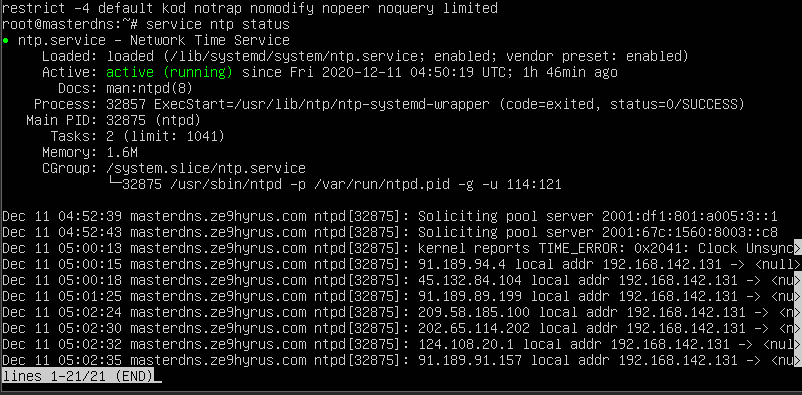 restrict -4 default kod notrap nomodify nopeer noquery limited
root@masterdns:~# service ntp status
● ntp.service - Network Time Service
Loaded: loaded (/lib/systemd/system/ntp.service; enabled; vendor preset: enabled)
Active: active (running) since Fri 2020-12-11 04:50:19 UTC; 1h 46min ago
Docs: man:ntpd(8)
Process: 32857 ExecStart=/usr/lib/ntp/ntp-systemd-wrapper (code=exited, status=0/SUCCESS)
Main PID: 32875 (ntpd)
Tasks: 2 (limit: 1041)
Memory: 1.6M
CGroup: /system.slice/ntp.service
└─32875 /usr/sbin/ntpd -p /var/run/ntpd.pid -g -u 114:121
Dec 11 04:52:39 masterdns.ze9hyrus.com ntpd[32875]: Soliciting pool server 2001:df1:801:a005:3::1
Dec 11 04:52:43 masterdns.ze9hyrus.com ntpd[32875]: Soliciting pool server 2001:67c:1560:8003::c8
Dec 11 05:00:13 masterdns.ze9hyrus.com ntpd[32875]: kernel reports TIME_ERROR: 0x2041: Clock Unsync>
Dec 11 05:00:15 masterdns.ze9hyrus.com ntpd[32875]: 91.189.94.4 local addr 192.168.142.131 -> <null>
Dec 11 05:00:18 masterdns.ze9hyrus.com ntpd[32875]: 45.132.84.104 local addr 192.168.142.131 -> <nu>
Dec 11 05:01:25 masterdns.ze9hyrus.com ntpd[32875]: 91.189.89.199 local addr 192.168.142.131 -> <nu>
Dec 11 05:02:24 masterdns.ze9hyrus.com ntpd[32875]: 209.58.185.100 local addr 192.168.142.131 -> <n>
Dec 11 05:02:30 masterdns.ze9hyrus.com ntpd[32875]: 202.65.114.202 local addr 192.168.142.131 -> <n>
Dec 11 05:02:32 masterdns.ze9hyrus.com ntpd[32875]: 124.108.20.1 local addr 192.168.142.131 -> <nul>
Dec 11 05:02:35 masterdns.ze9hyrus.com ntpd[32875]: 91.189.91.157 local addr 192.168.142.131 -> <nu>
lines 1-21/21 (END)